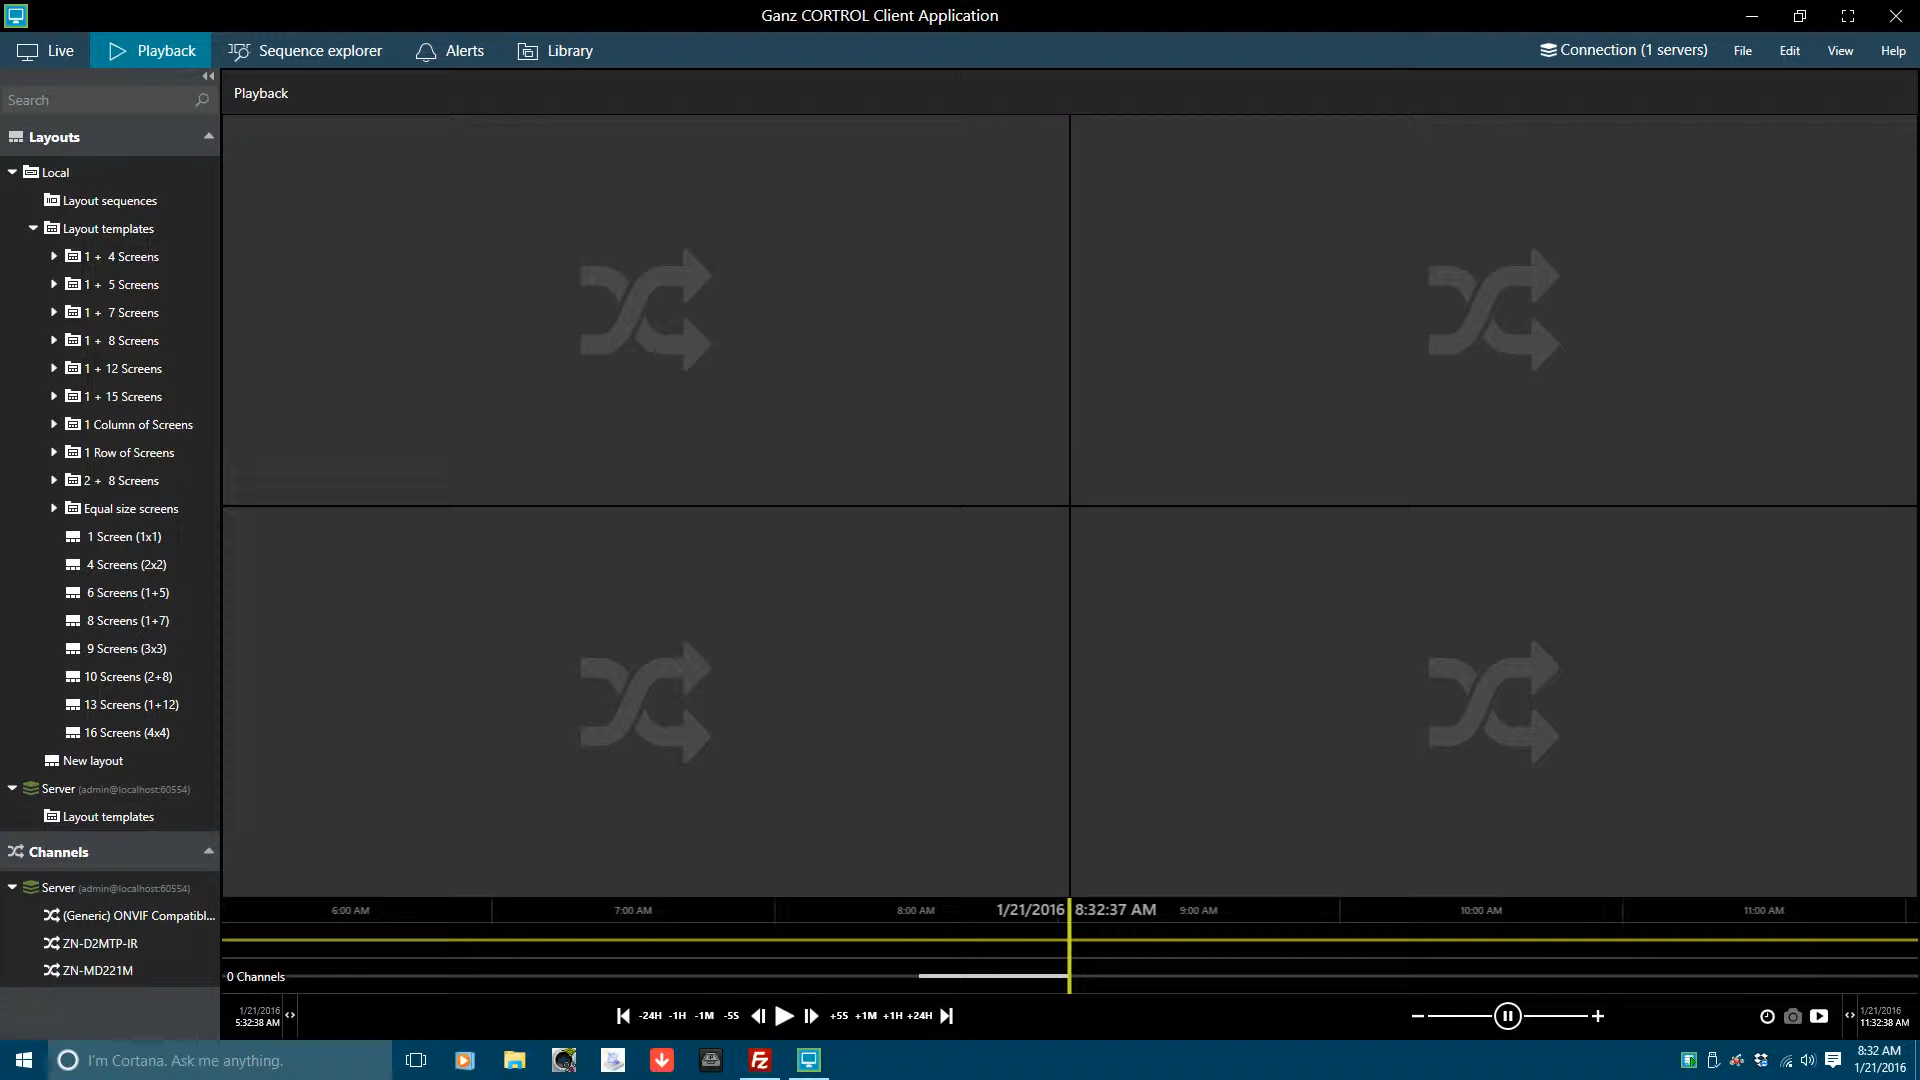 Ganz CORTROL Client Application
Live Playback Sequence explorer Alerts Library Connection (1 servers) File Edit View Help
Search
Playback
Layouts
Local
Layout sequences
Layout templates
1 + 4 Screens
1 + 5 Screens
1 + 7 Screens
1 + 8 Screens
1 + 12 Screens
1 + 15 Screens
1 Column of Screens
1 Row of Screens
2 + 8 Screens
Equal size screens
1 Screen (1x1)
4 Screens (2x2)
6 Screens (1+5)
8 Screens (1+7)
9 Screens (3x3)
10 Screens (2+8)
13 Screens (1+12)
16 Screens (4x4)
New layout
Server (admin@localhost:60554)
Layout templates
Channels
Server (admin@localhost:60554)
(Generic) ONVIF Compatibl...
ZN-D2MTP-IR
ZN-MD221M
6:00 AM 7:00 AM 8:00 AM 1/21/2016 8:32:37 AM 9:00 AM 10:00 AM 11:00 AM
0 Channels
1/21/2016
5:32:38 AM
-24H -1H -1M -5S +5S +1M +1H +24H
1/21/2016
11:32:38 AM
I'm Cortana. Ask me anything.
Fz
8:32 AM
1/21/2016